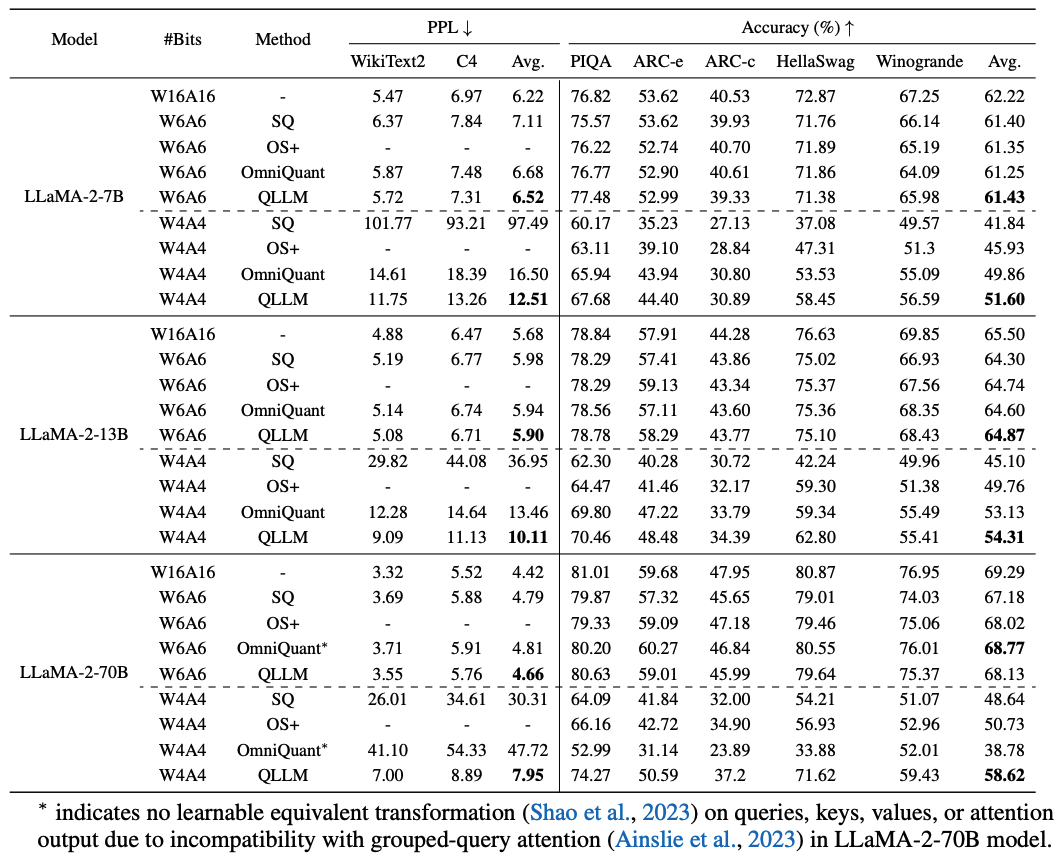 Model #Bits Method PPL ↓ Accuracy (%) ↑
WikiText2 C4 Avg. PIQA ARC-e ARC-c HellaSwag Winogrande Avg.
W16A16 - 5.47 6.97 6.22 76.82 53.62 40.53 72.87 67.25 62.22
W6A6 SQ 6.37 7.84 7.11 75.57 53.62 39.93 71.76 66.14 61.40
W6A6 OS+ - - - 76.22 52.74 40.70 71.89 65.19 61.35
W6A6 OmniQuant 5.87 7.48 6.68 76.77 52.90 40.61 71.86 64.09 61.25
LLaMA-2-7B W6A6 QLLM 5.72 7.31 6.52 77.48 52.99 39.33 71.38 65.98 61.43
W4A4 SQ 101.77 93.21 97.49 60.17 35.23 27.13 37.08 49.57 41.84
W4A4 OS+ - - - 63.11 39.10 28.84 47.31 51.3 45.93
W4A4 OmniQuant 14.61 18.39 16.50 65.94 43.94 30.80 53.53 55.09 49.86
W4A4 QLLM 11.75 13.26 12.51 67.68 44.40 30.89 58.45 56.59 51.60
W16A16 - 4.88 6.47 5.68 78.84 57.91 44.28 76.63 69.85 65.50
W6A6 SQ 5.19 6.77 5.98 78.29 57.41 43.86 75.02 66.93 64.30
W6A6 OS+ - - - 78.29 59.13 43.34 75.37 67.56 64.74
W6A6 OmniQuant 5.14 6.74 5.94 78.56 57.11 43.60 75.36 68.35 64.60
LLaMA-2-13B W6A6 QLLM 5.08 6.71 5.90 78.78 58.29 43.77 75.10 68.43 64.87
W4A4 SQ 29.82 44.08 36.95 62.30 40.28 30.72 42.24 49.96 45.10
W4A4 OS+ - - - 64.47 41.46 32.17 59.30 51.38 49.76
W4A4 OmniQuant 12.28 14.64 13.46 69.80 47.22 33.79 59.34 55.49 53.13
W4A4 QLLM 9.09 11.13 10.11 70.46 48.48 34.39 62.80 55.41 54.31
W16A16 - 3.32 5.52 4.42 81.01 59.68 47.95 80.87 76.95 69.29
W6A6 SQ 3.69 5.88 4.79 79.87 57.32 45.65 79.01 74.03 67.18
W6A6 OS+ - - - 79.33 59.09 47.18 79.46 75.06 68.02
W6A6 OmniQuant* 3.71 5.91 4.81 80.20 60.27 46.84 80.55 76.01 68.77
LLaMA-2-70B W6A6 QLLM 3.55 5.76 4.66 80.63 59.01 45.99 79.64 75.37 68.13
W4A4 SQ 26.01 34.61 30.31 64.09 41.84 32.00 54.21 51.07 48.64
W4A4 OS+ - - - 66.16 42.72 34.90 56.93 52.96 50.73
W4A4 OmniQuant* 41.10 54.33 47.72 52.99 31.14 23.89 33.88 52.01 38.78
W4A4 QLLM 7.00 8.89 7.95 74.27 50.59 37.2 71.62 59.43 58.62
* indicates no learnable equivalent transformation (Shao et al., 2023) on queries, keys, values, or attention
output due to incompatibility with grouped-query attention (Ainslie et al., 2023) in LLaMA-2-70B model.